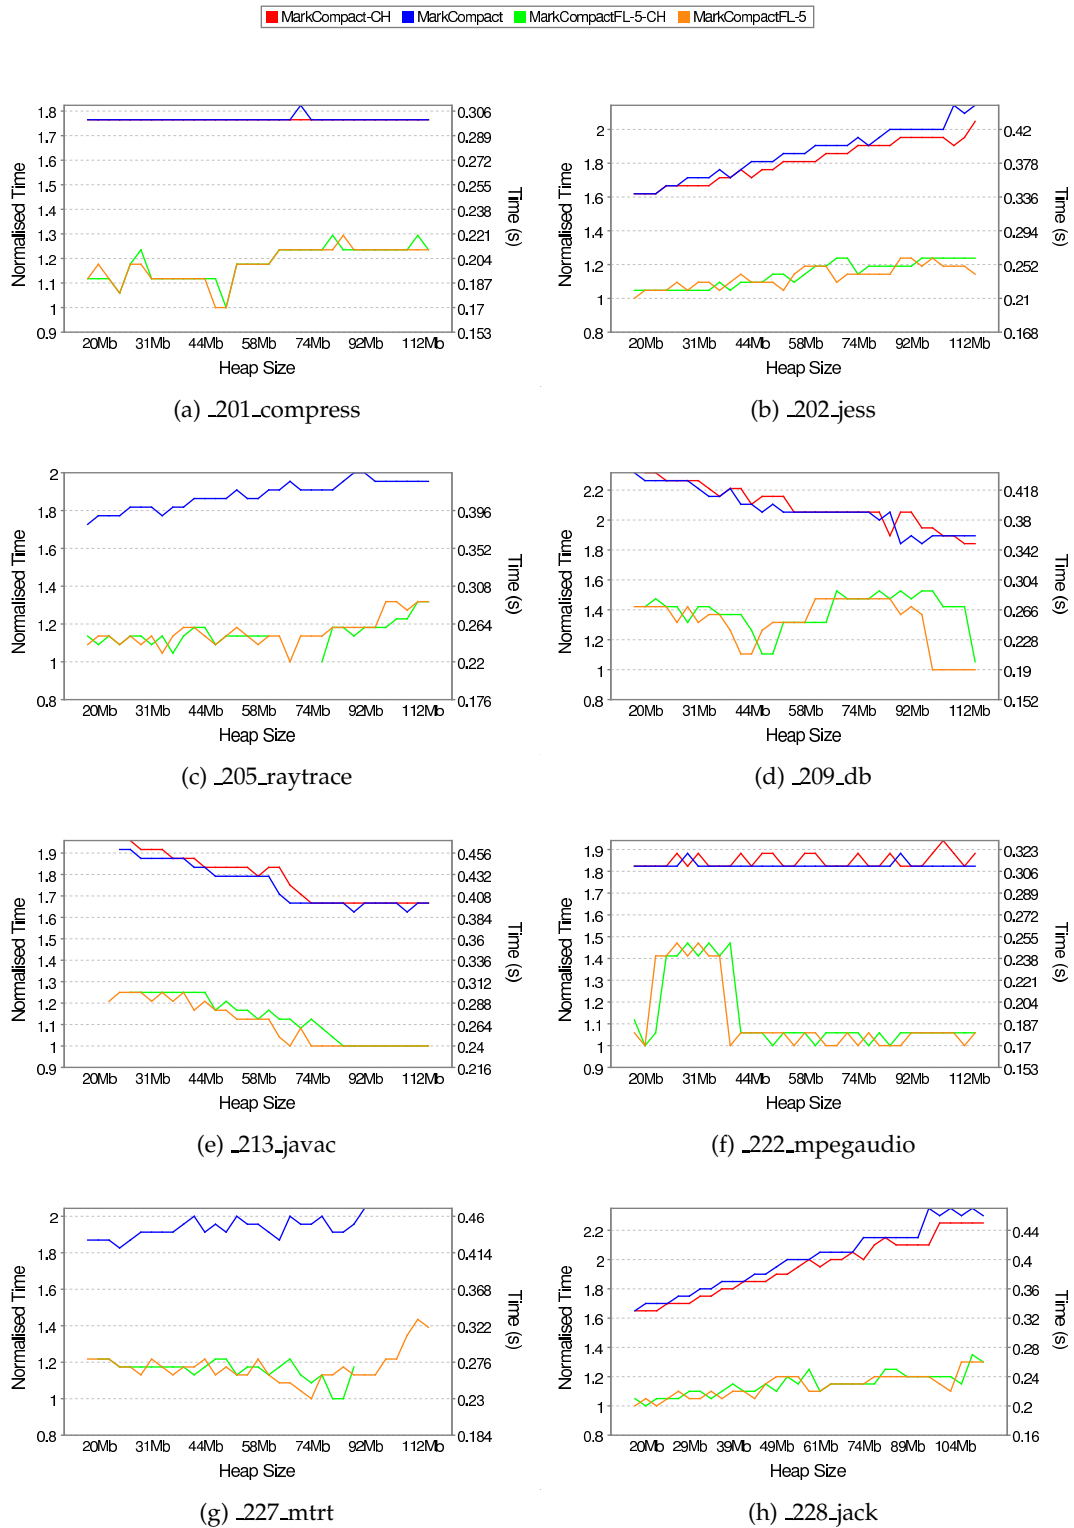 MarkCompact-CH MarkCompact MarkCompactFL-5-CH MarkCompactFL-5
1.8 1.7 1.6 1.5 1.4 1.3 1.2 1.1 1 0.9
Normalised Time
0.306 0.289 0.272 0.255 0.238 0.221 0.204 0.187 0.17 0.153
Time (s)
20Mb 31Mb 44Mb 58Mb 74Mb 92Mb 112Mb
Heap Size
(a) _201_compress
2 1.8 1.6 1.4 1.2 1 0.8
Normalised Time
0.42 0.378 0.336 0.294 0.252 0.21 0.168
Time (s)
20Mb 31Mb 44Mb 58Mb 74Mb 92Mb 112Mb
Heap Size
(b) _202_jess
2 1.8 1.6 1.4 1.2 1 0.8
Normalised Time
0.396 0.352 0.308 0.264 0.22 0.176
Time (s)
20Mb 31Mb 44Mb 58Mb 74Mb 92Mb 112Mb
Heap Size
(c) _205_raytrace
2.2 2 1.8 1.6 1.4 1.2 1 0.8
Normalised Time
0.418 0.38 0.342 0.304 0.266 0.228 0.19 0.152
Time (s)
20Mb 31Mb 44Mb 58Mb 74Mb 92Mb 112Mb
Heap Size
(d) _209_db
1.9 1.8 1.7 1.6 1.5 1.4 1.3 1.2 1.1 1 0.9
Normalised Time
0.456 0.432 0.408 0.384 0.36 0.336 0.312 0.288 0.264 0.24 0.216
Time (s)
20Mb 31Mb 44Mb 58Mb 74Mb 92Mb 112Mb
Heap Size
(e) _213_javac
1.9 1.8 1.7 1.6 1.5 1.4 1.3 1.2 1.1 1 0.9
Normalised Time
0.323 0.306 0.289 0.272 0.255 0.238 0.221 0.204 0.187 0.17 0.153
Time (s)
20Mb 31Mb 44Mb 58Mb 74Mb 92Mb 112Mb
Heap Size
(f) _222_mpegaudio
2 1.8 1.6 1.4 1.2 1 0.8
Normalised Time
0.46 0.414 0.368 0.322 0.276 0.23 0.184
Time (s)
20Mb 31Mb 44Mb 58Mb 74Mb 92Mb 112Mb
Heap Size
(g) _227_mtrt
2.2 2 1.8 1.6 1.4 1.2 1 0.8
Normalised Time
0.44 0.4 0.36 0.32 0.28 0.24 0.2 0.16
Time (s)
20Mb 29Mb 39Mb 49Mb 61Mb 74Mb 89Mb 104Mb
Heap Size
(h) _228_jack